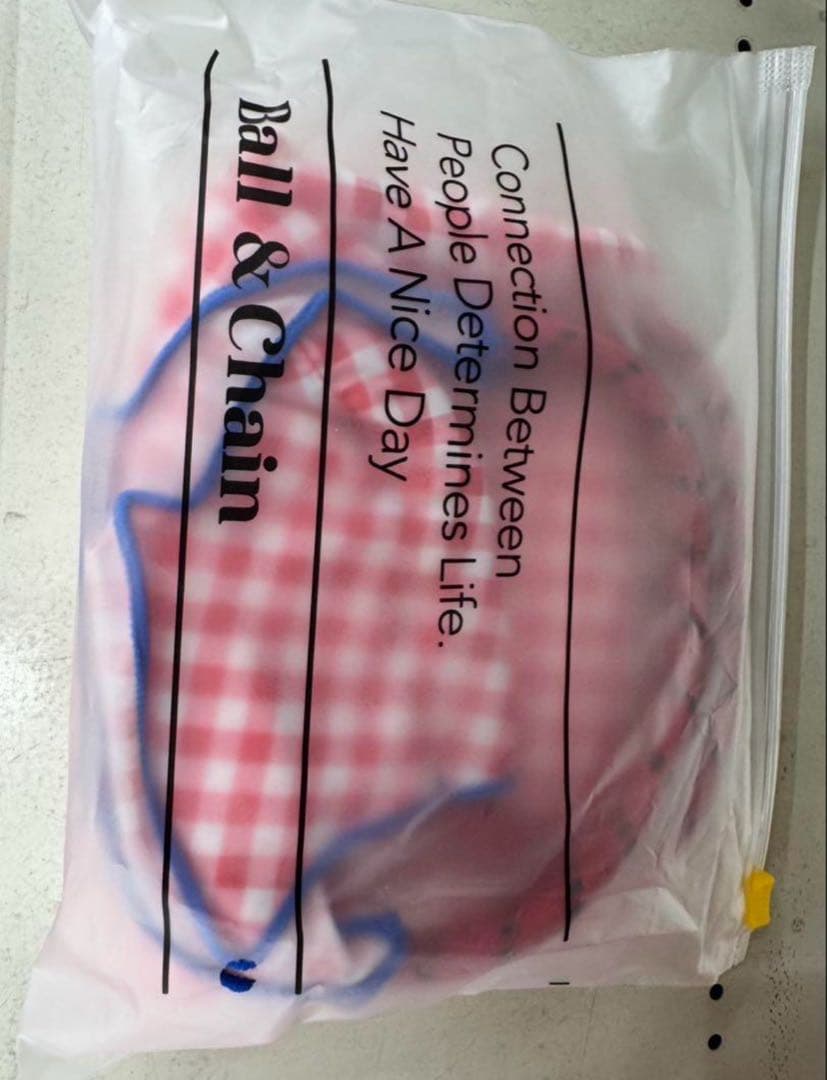 Connection Between
People Determines Life.
Have A Nice Day
Ball & Chain